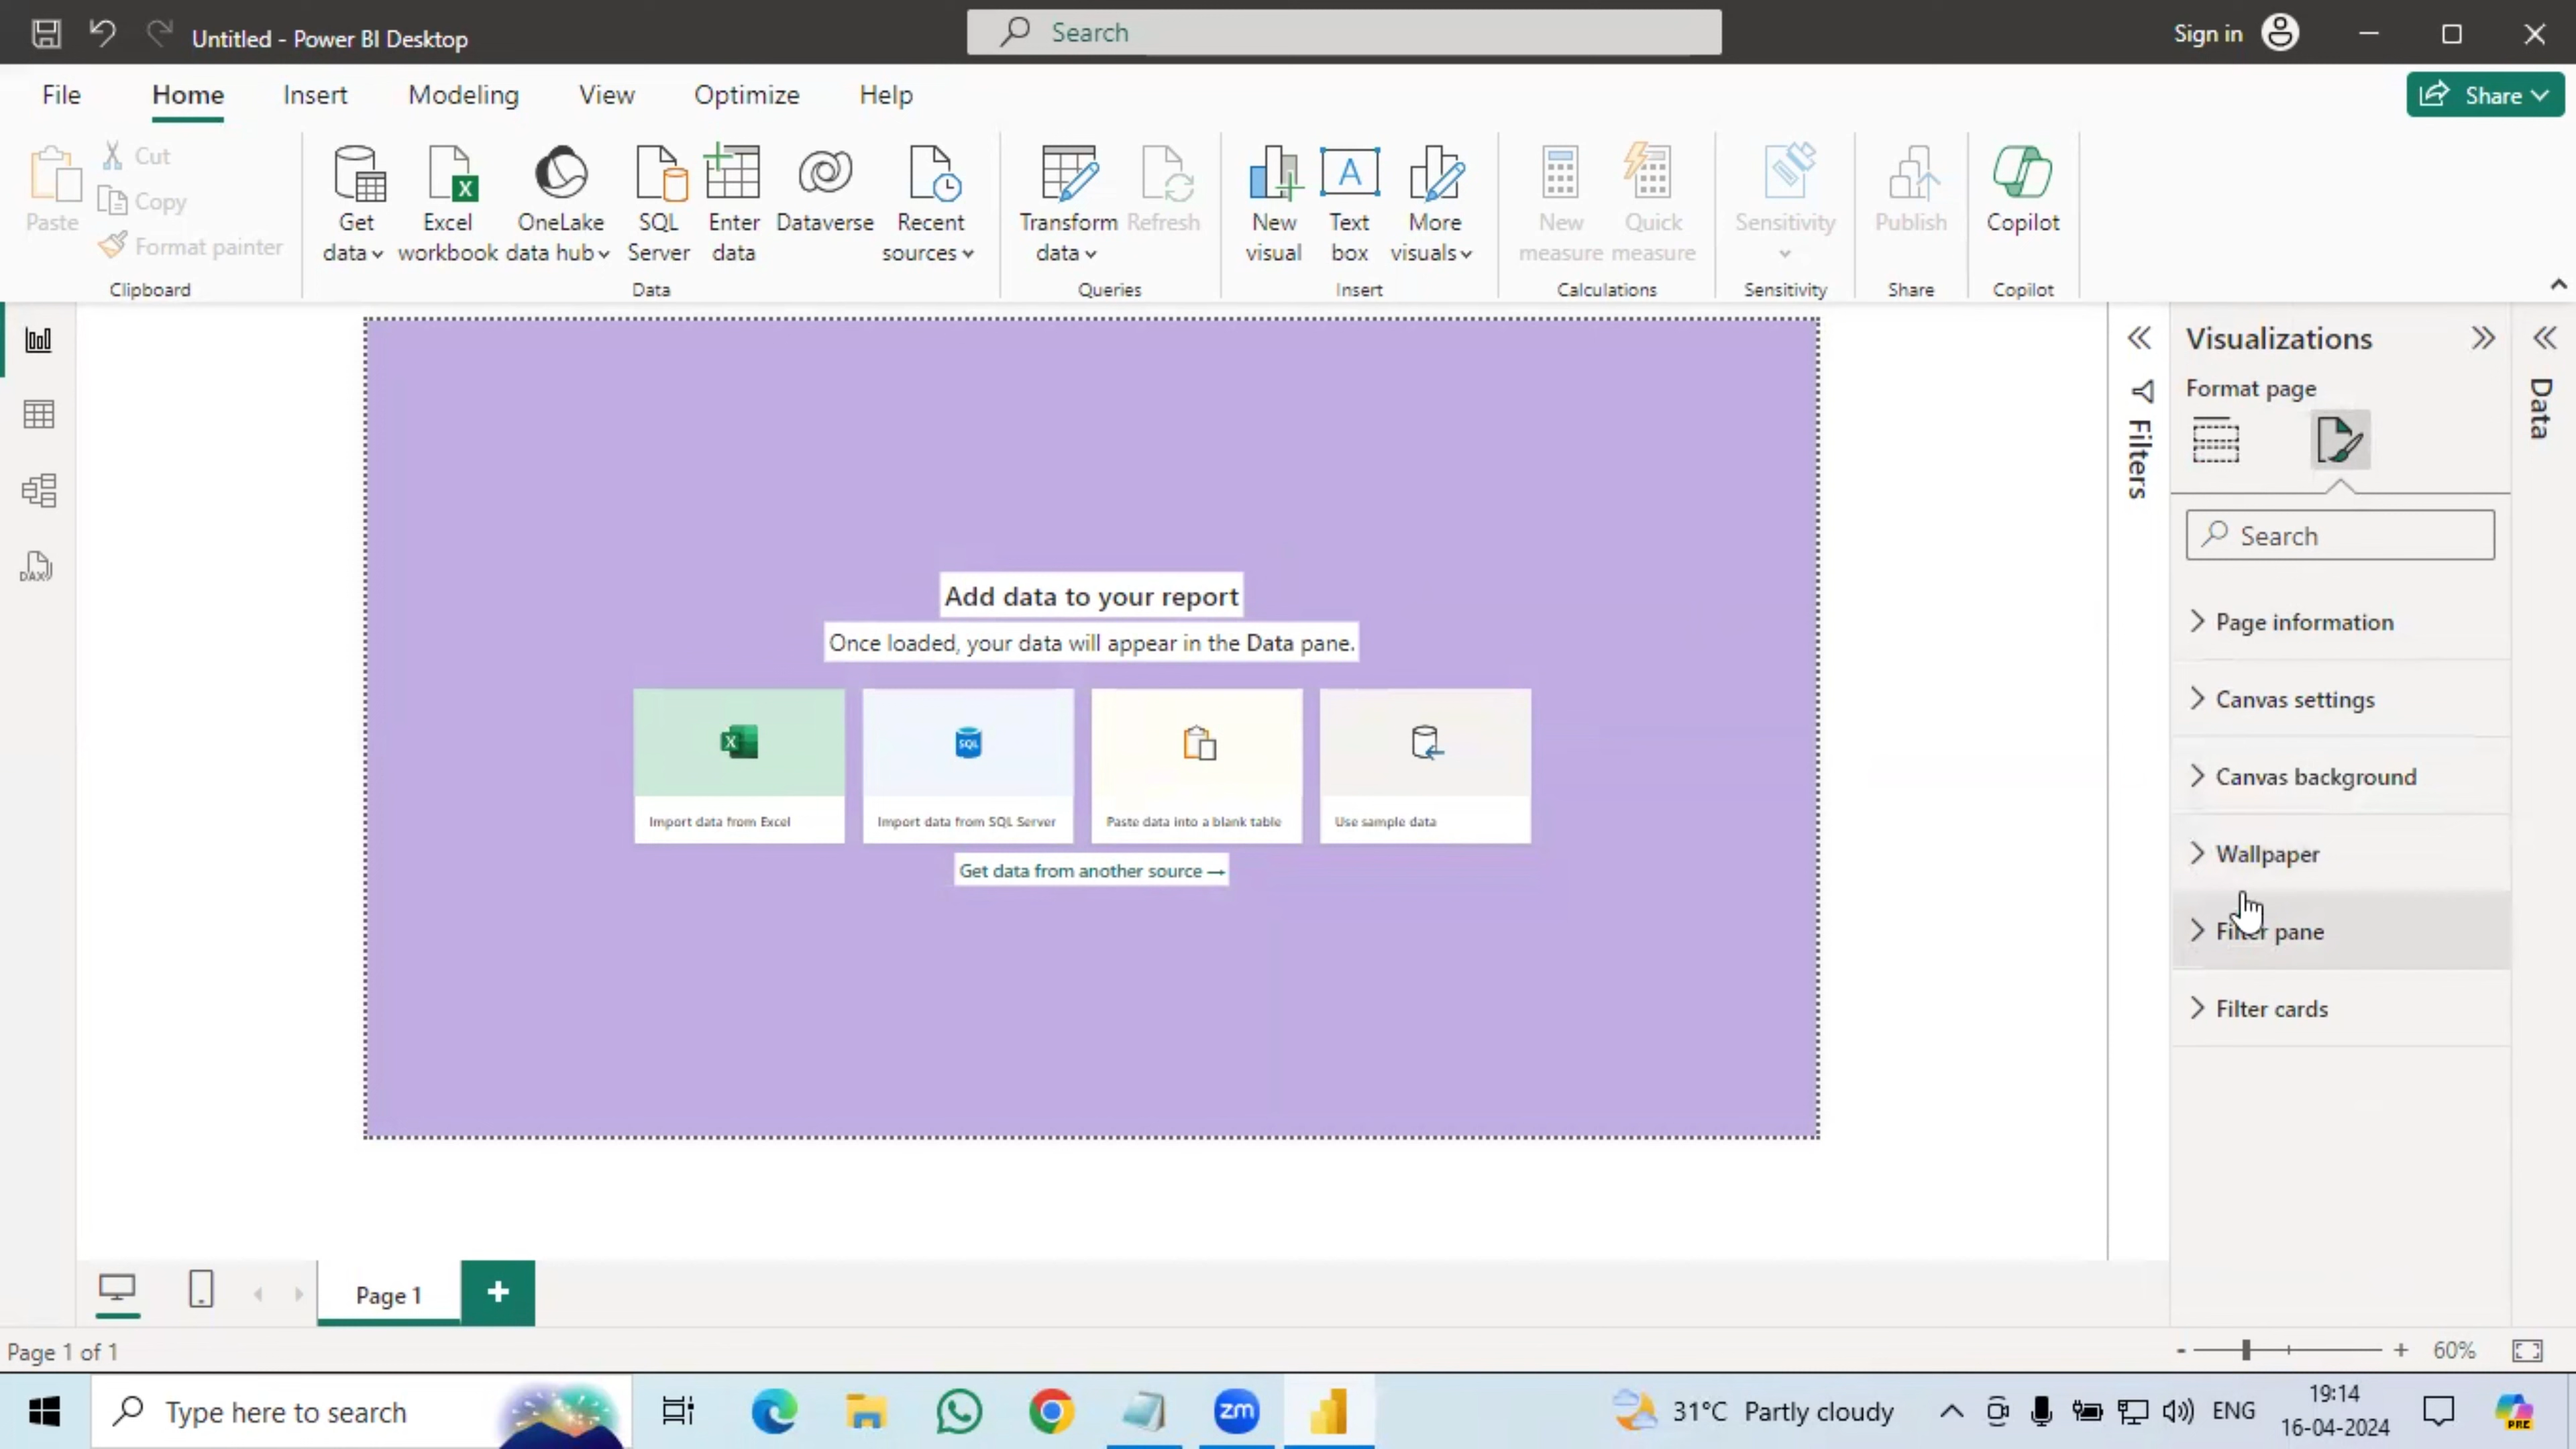 Untitled - Power BI Desktop
Search
Sign in
File
Home
Insert
Modeling
View
Optimize
Help
Share
Paste
Cut
Copy
Format painter
Clipboard
Get
data
Excel
workbook
OneLake
data hub
SQL
Server
Enter
data
Dataverse
Recent
sources
Data
Transform
data
Refresh
Queries
New
visual
Text
box
More
visuals
Insert
New
measure
Quick
measure
Calculations
Sensitivity
Sensitivity
Publish
Share
Copilot
Copilot
DAX
Add data to your report
Once loaded, your data will appear in the Data pane.
X
SQL
Import data from Excel
Import data from SQL Server
Paste data into a blank table
Use sample data
Get data from another source →
Filters
Visualizations
Format page
Search
Page information
Canvas settings
Canvas background
Wallpaper
Filter pane
Filter cards
Data
Page 1
+
Page 1 of 1
- + 60%
Type here to search
zm
31°C Partly cloudy
ENG
19:14
16-04-2024
PRE